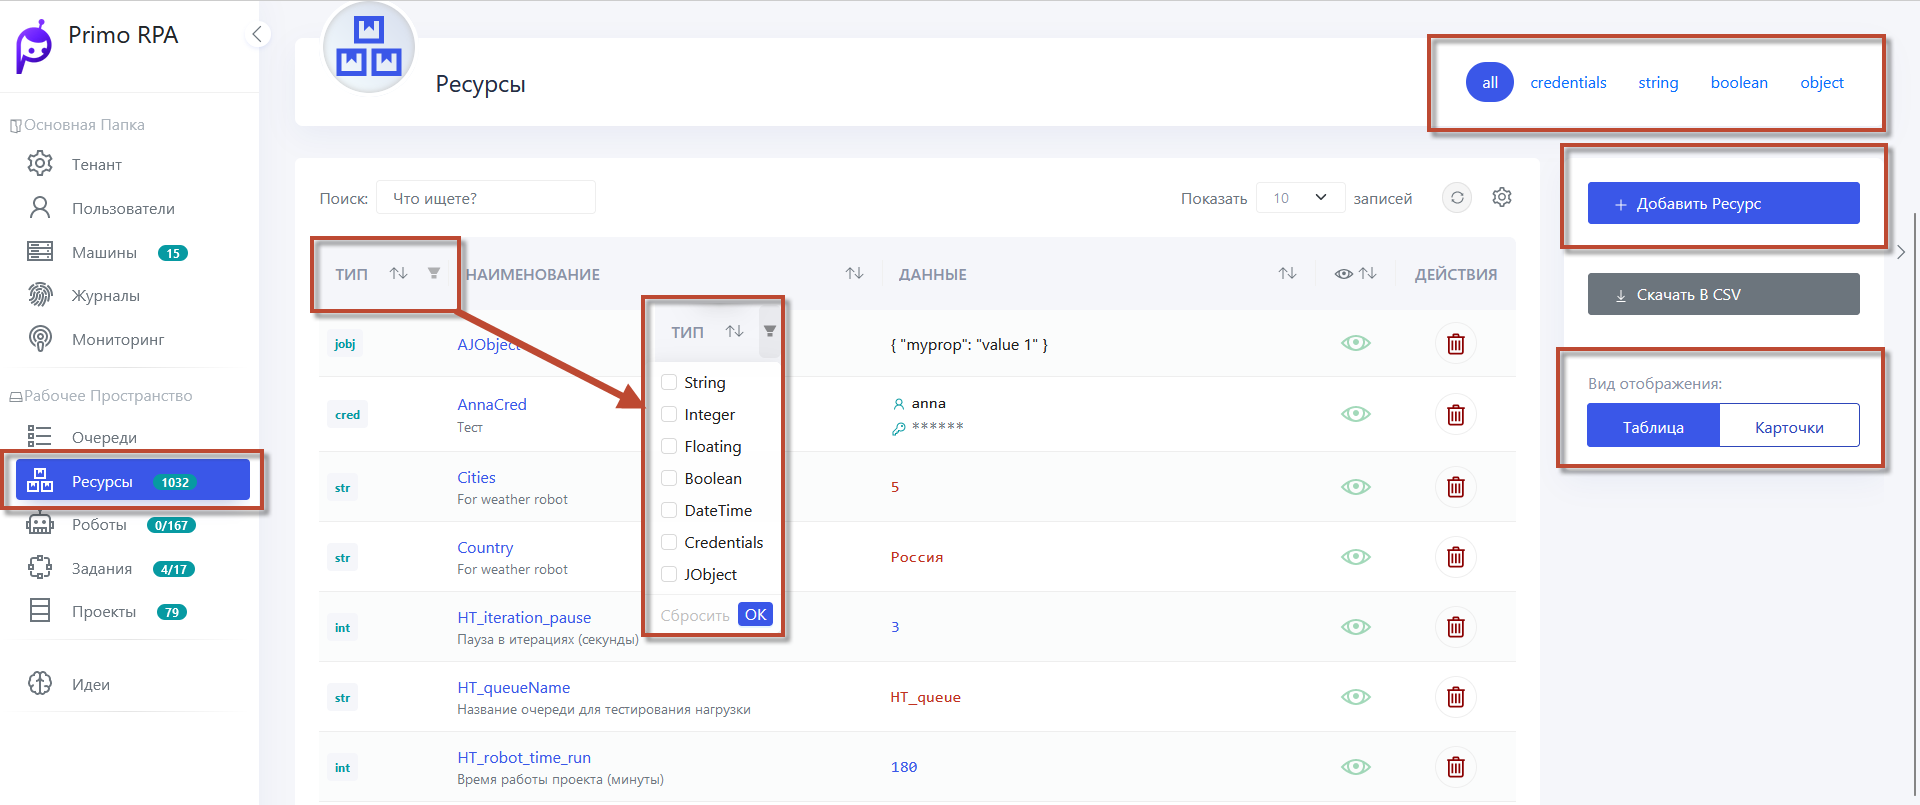 Primo RPA
Основная Папка
Тенант
Пользователи
Машины 15
Журналы
Мониторинг
Рабочее Пространство
Очереди
Ресурсы 1032
Роботы 0/167
Задания 4/17
Проекты 79
Идеи
Ресурсы
all credentials string boolean object
Поиск: Что ищете? Показать 10 записей
ТИП НАИМЕНОВАНИЕ ДАННЫЕ ДЕЙСТВИЯ
jobj AJObject { "myprop": "value 1" }
cred AnnaCred anna
Тест ******
str Cities 5
For weather robot
str Country Россия
For weather robot
int HT_iteration_pause 3
Пауза в итерациях (секунды)
str HT_queueName HT_queue
Название очереди для тестирования нагрузки
int HT_robot_time_run 180
Время работы проекта (минуты)
ТИП
String
Integer
Floating
Boolean
DateTime
Credentials
JObject
Сбросить OK
+ Добавить Ресурс
Скачать В CSV
Вид отображения:
Таблица Карточки